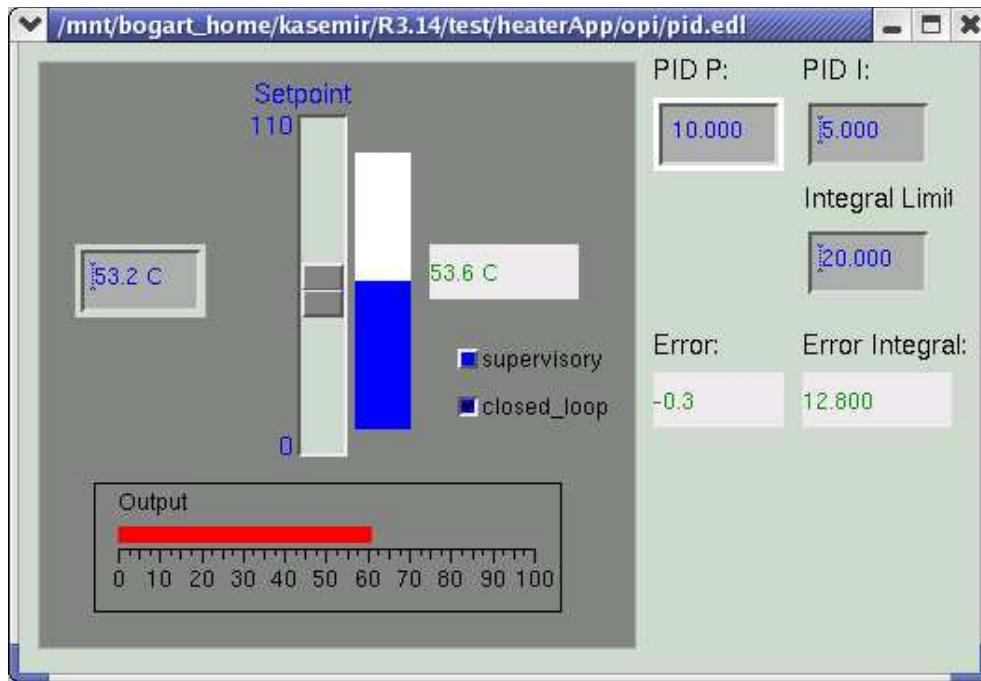 /mnt/bogart_home/kasemir/R3.14/test/heaterApp/opi/pid.edl
Setpoint
110
53.2 C
53.6 C
supervisory
closed_loop
0
Output
0 10 20 30 40 50 60 70 80 90 100
PID P:
PID I:
10.000
5.000
Integral Limit
20.000
Error:
Error Integral:
-0.3
12.800